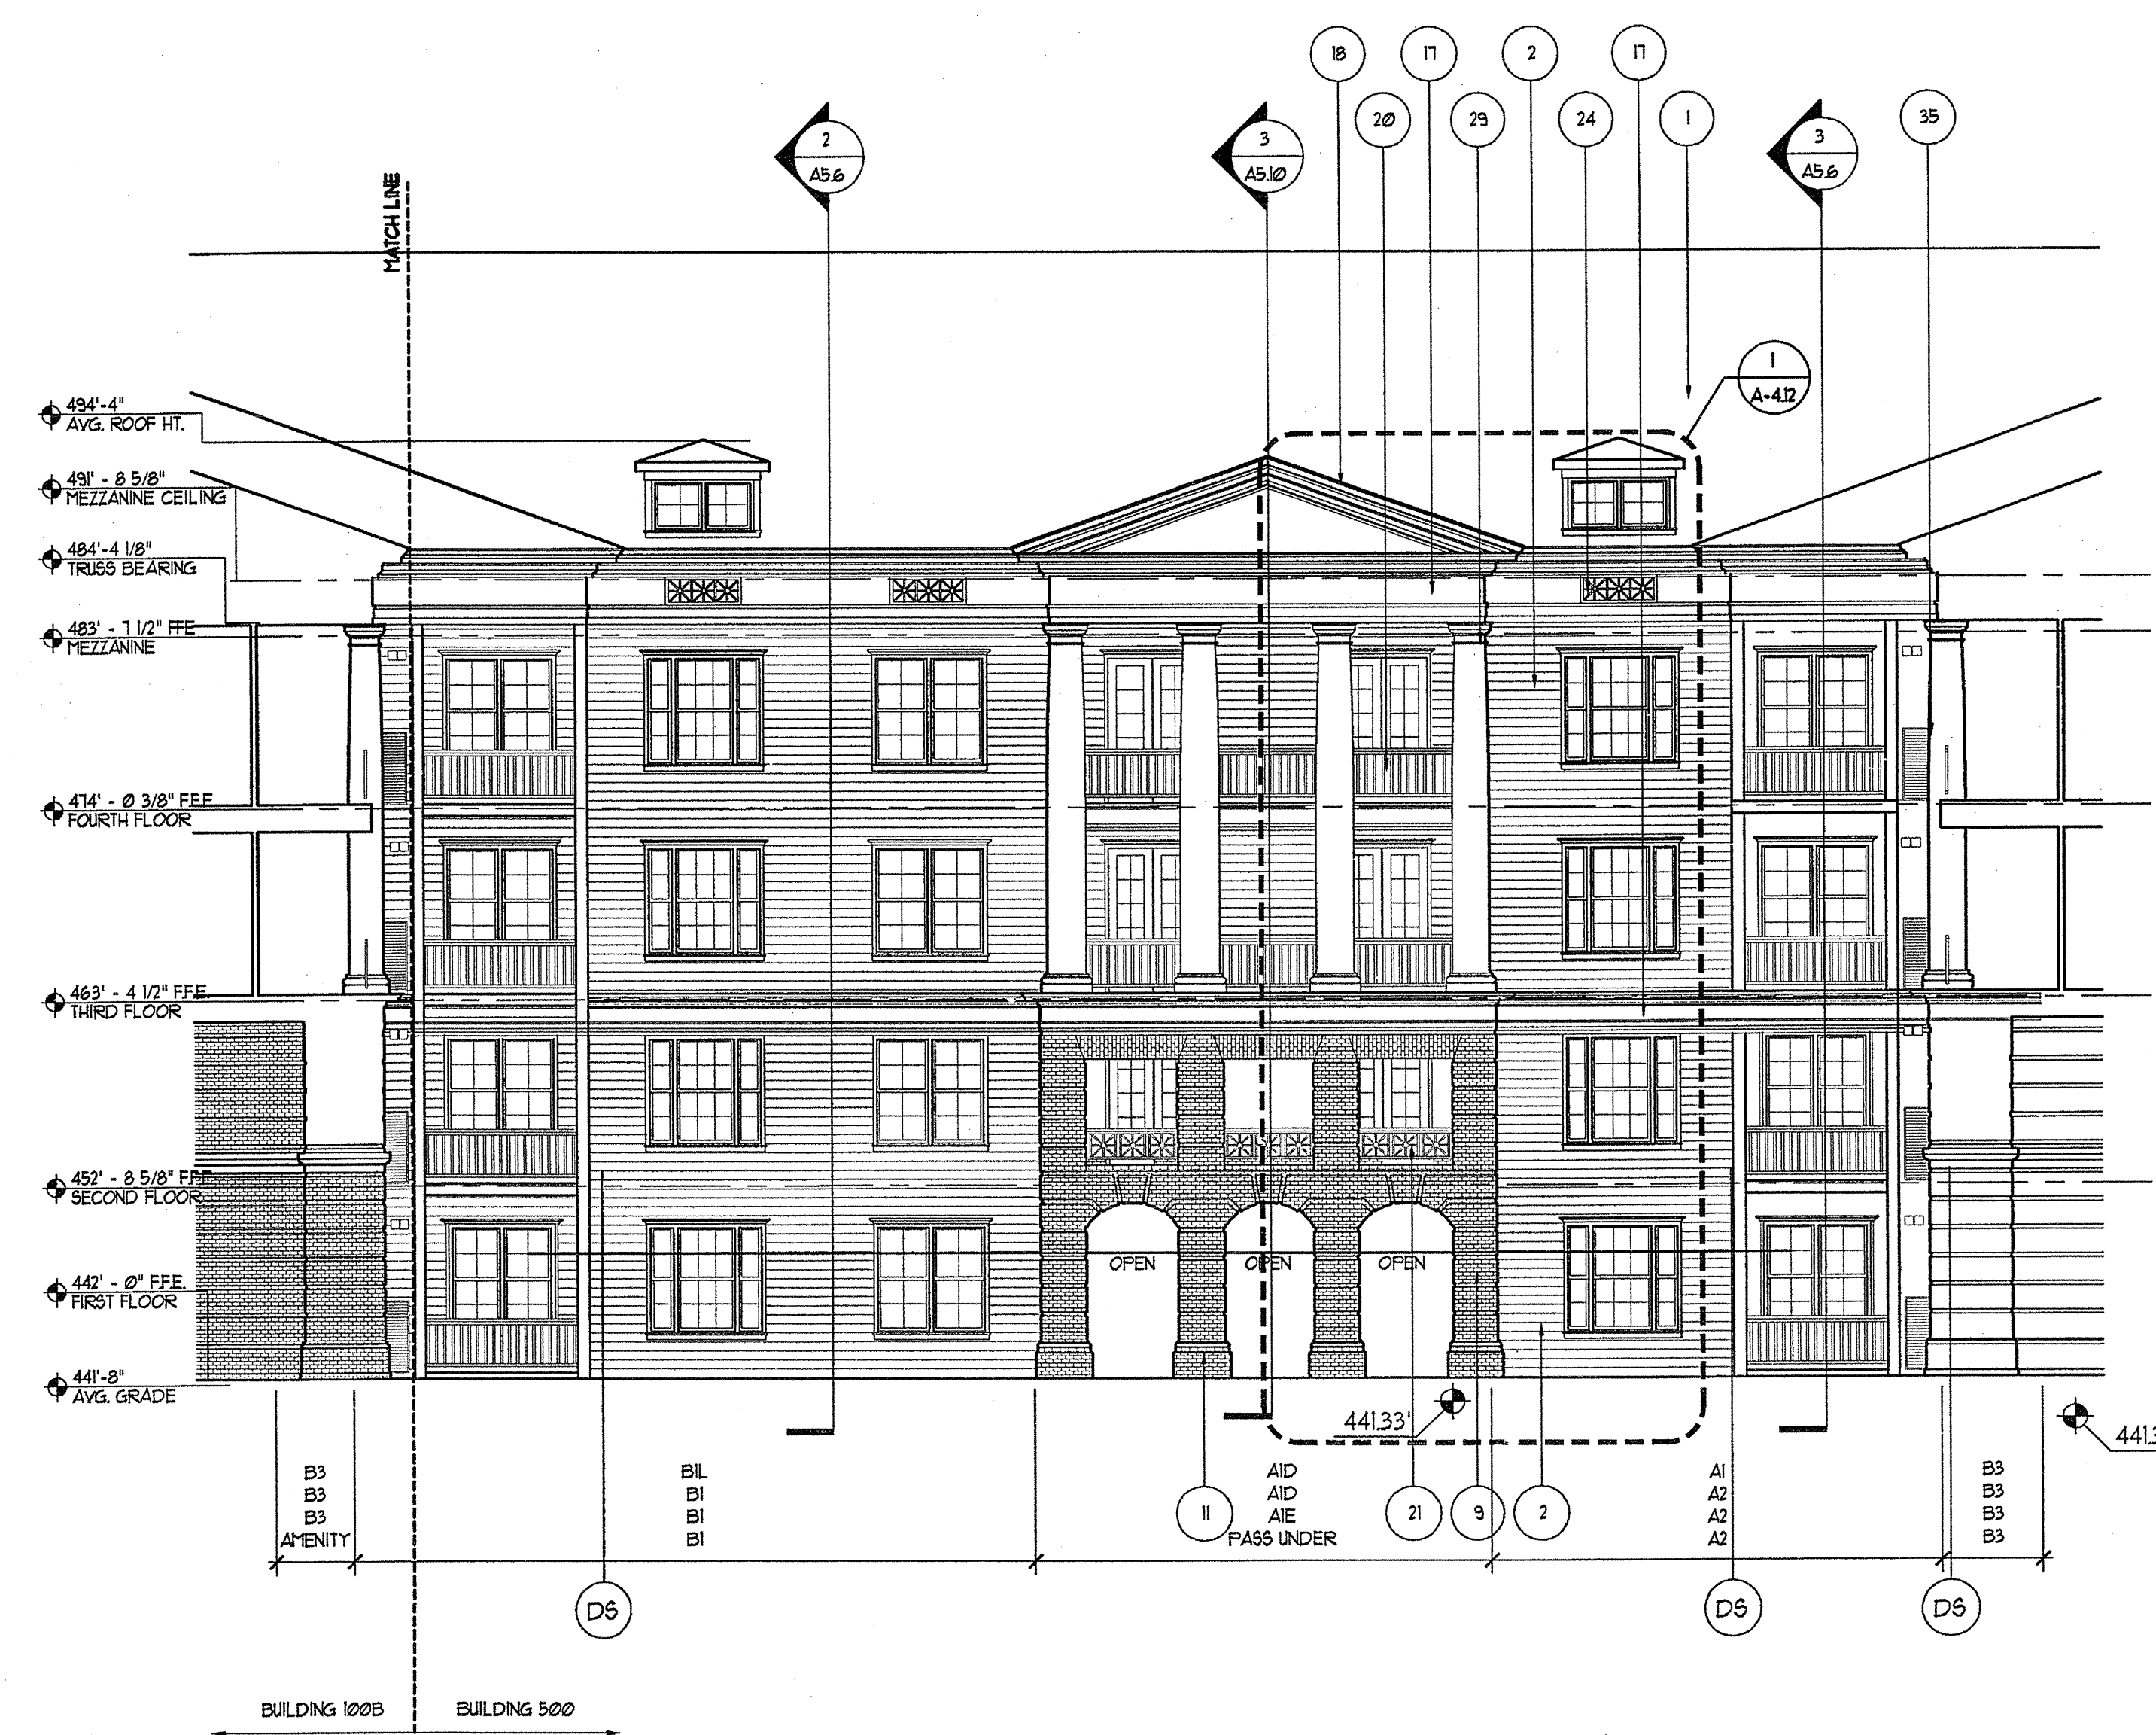 18
17
2
17
20
29
24
1
35
2
A5.6
3
A5.10
3
A5.6
MATCH LINE
1
A-4.12
494'-4"
AVG. ROOF HT.
491' - 8 5/8"
MEZZANINE CEILING
484'-4 1/8"
TRUSS BEARING
483' - 7 1/2" FFE
MEZZANINE
474' - 0 3/8" F.F.E
FOURTH FLOOR
463' - 4 1/2" F.F.E.
THIRD FLOOR
452' - 8 5/8" FFE
SECOND FLOOR
OPEN OPEN OPEN
442' - 0" F.F.E.
FIRST FLOOR
441'-8"
AVG. GRADE
441.33'
441.3
B3
B3
B3
AMENITY
B1L
B1
B1
B1
A1D
A1D
A1E
PASS UNDER
A1
A2
A2
A2
B3
B3
B3
B3
11
21
9
2
DS
DS
DS
BUILDING 100B
BUILDING 500